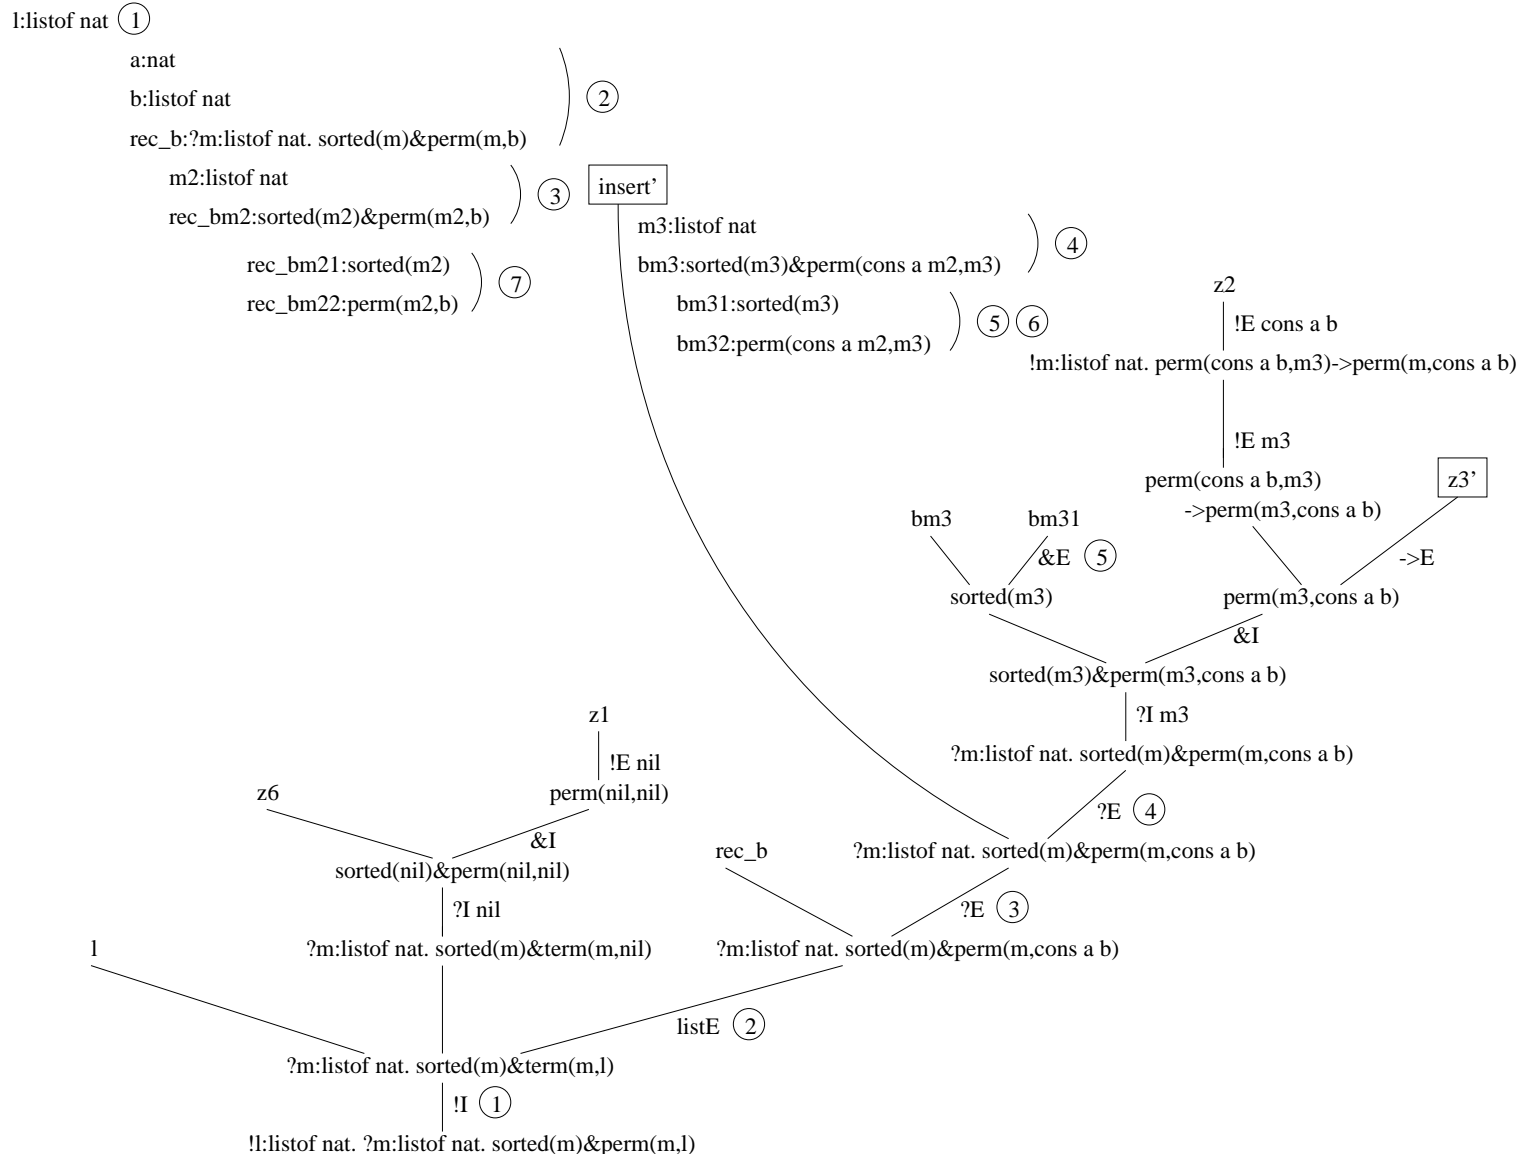 l:listof nat 1
a:nat
b:listof nat
2
rec_b:?m:listof nat. sorted(m)&perm(m,b)
m2:listof nat
3
insert’
rec_bm2:sorted(m2)&perm(m2,b)
m3:listof nat
4
rec_bm21:sorted(m2)
bm3:sorted(m3)&perm(cons a m2,m3)
7
rec_bm22:perm(m2,b)
bm31:sorted(m3)
5 6
bm32:perm(cons a m2,m3)
z2
!E cons a b
!m:listof nat. perm(cons a b,m3)->perm(m,cons a b)
!E m3
perm(cons a b,m3)
->perm(m3,cons a b)
z3’
bm3
bm31
&E 5
->E
sorted(m3)
perm(m3,cons a b)
&I
sorted(m3)&perm(m3,cons a b)
?I m3
z1
!E nil
?m:listof nat. sorted(m)&perm(m,cons a b)
z6
perm(nil,nil)
?E 4
&I
rec_b
?m:listof nat. sorted(m)&perm(m,cons a b)
sorted(nil)&perm(nil,nil)
?I nil
?E 3
l
?m:listof nat. sorted(m)&term(m,nil)
?m:listof nat. sorted(m)&perm(m,cons a b)
listE 2
?m:listof nat. sorted(m)&term(m,l)
!I 1
!l:listof nat. ?m:listof nat. sorted(m)&perm(m,l)